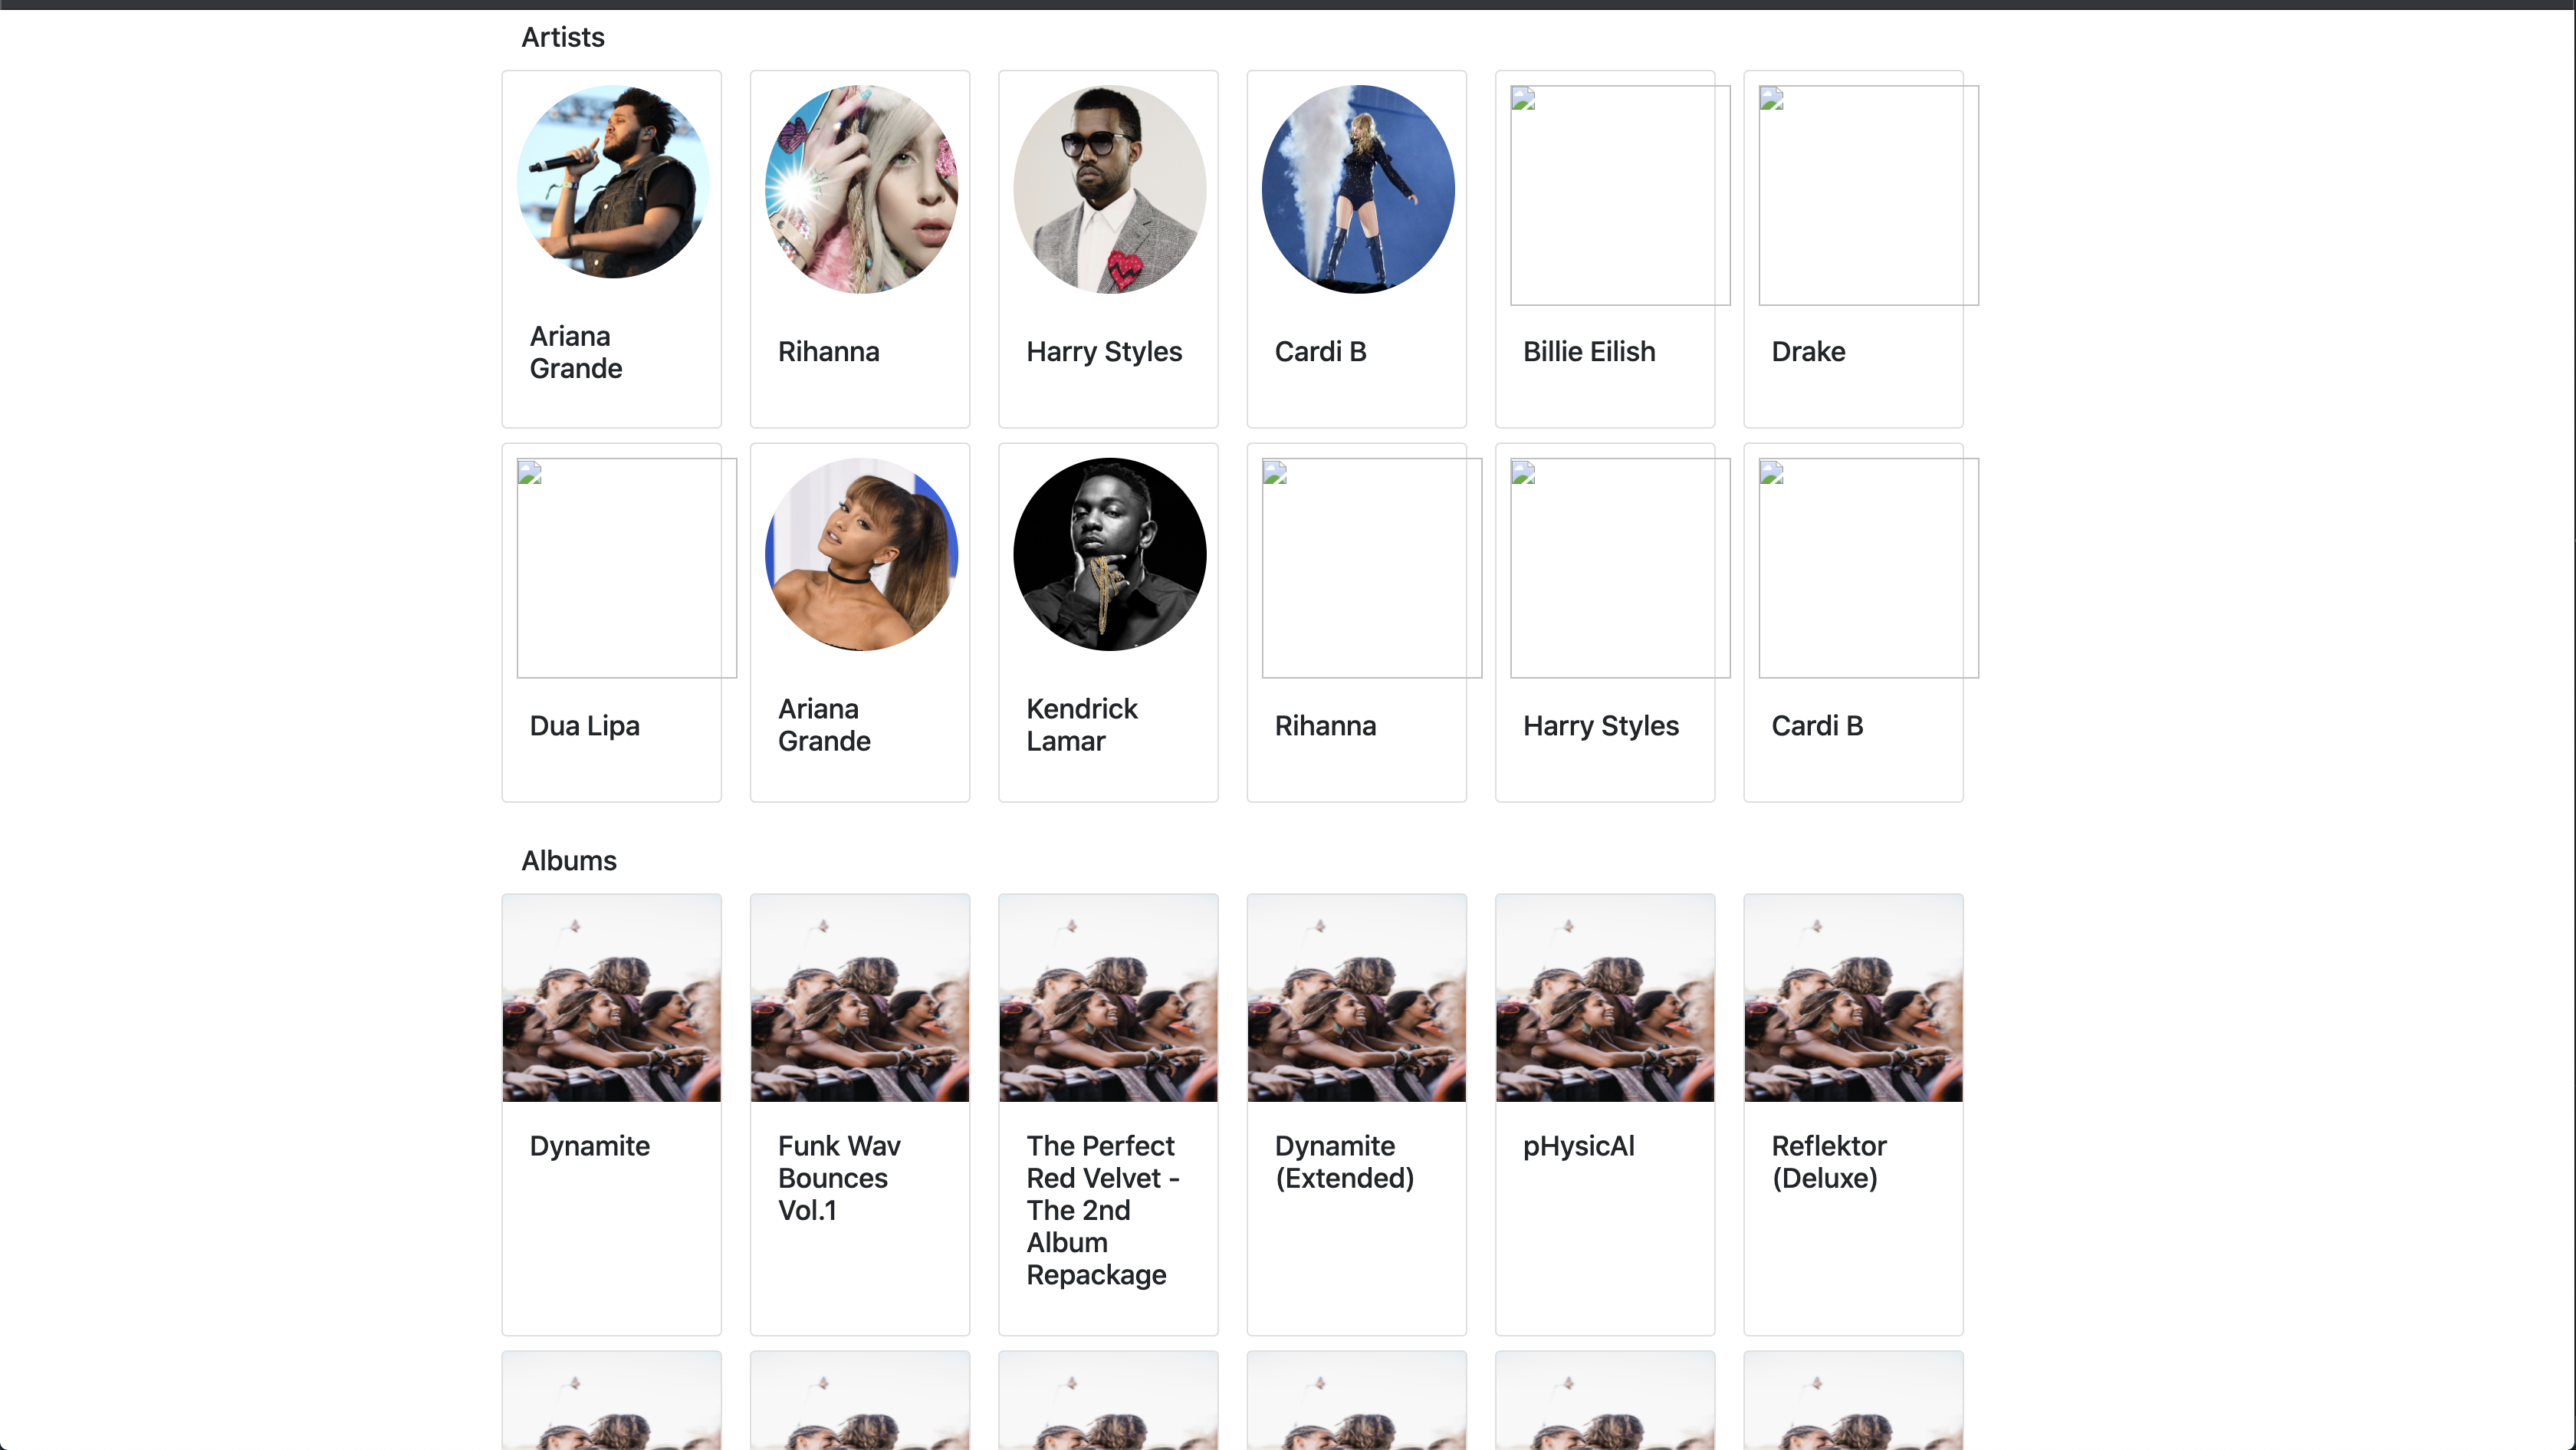 Artists
Ariana
Grande
Rihanna
Harry Styles
Cardi B
Billie Eilish
Drake
Dua Lipa
Ariana
Grande
Kendrick
Lamar
Rihanna
Harry Styles
Cardi B
Albums
Dynamite
Funk Wav
Bounces
Vol.1
The Perfect
Red Velvet -
The 2nd
Album
Repackage
Dynamite
(Extended)
pHysicAl
Reflektor
(Deluxe)